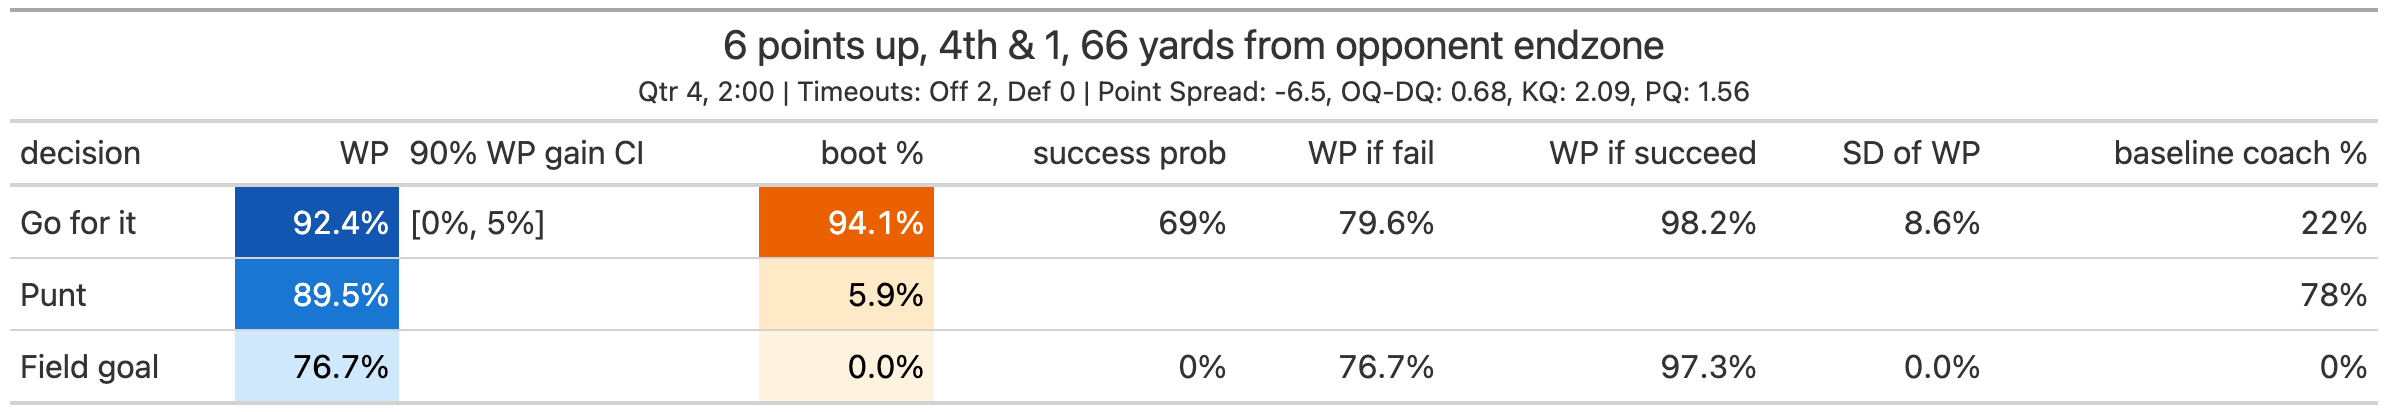 6 points up, 4th & 1, 66 yards from opponent endzone
Qtr 4, 2:00 | Timeouts: Off 2, Def 0 | Point Spread: -6.5, OQ-DQ: 0.68, KQ: 2.09, PQ: 1.56
decision WP 90% WP gain CI boot % success prob WP if fail WP if succeed SD of WP baseline coach %
Go for it 92.4% [0%, 5%] 94.1% 69% 79.6% 98.2% 8.6% 22%
Punt 89.5% 5.9% 78%
Field goal 76.7% 0.0% 0% 76.7% 97.3% 0.0% 0%